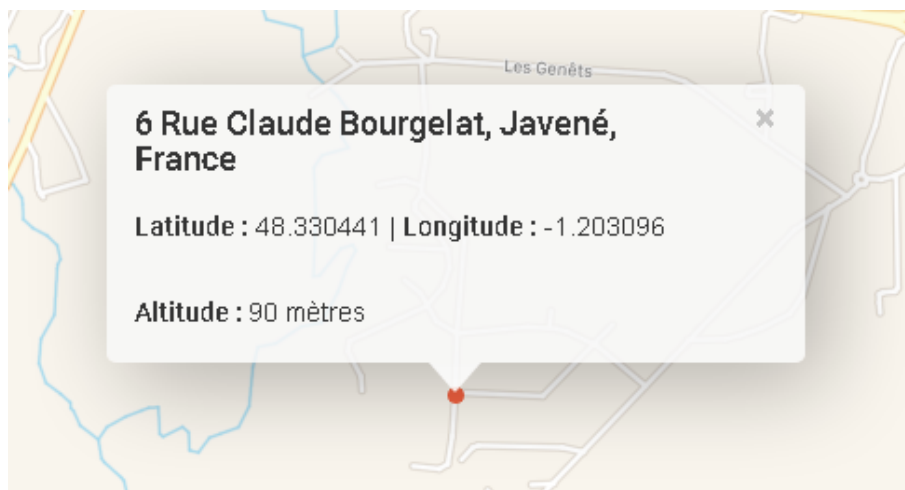 Les Genêts
6 Rue Claude Bourgelat, Javené,
France
×
Latitude : 48.330441 | Longitude : -1.203096
Altitude : 90 mètres